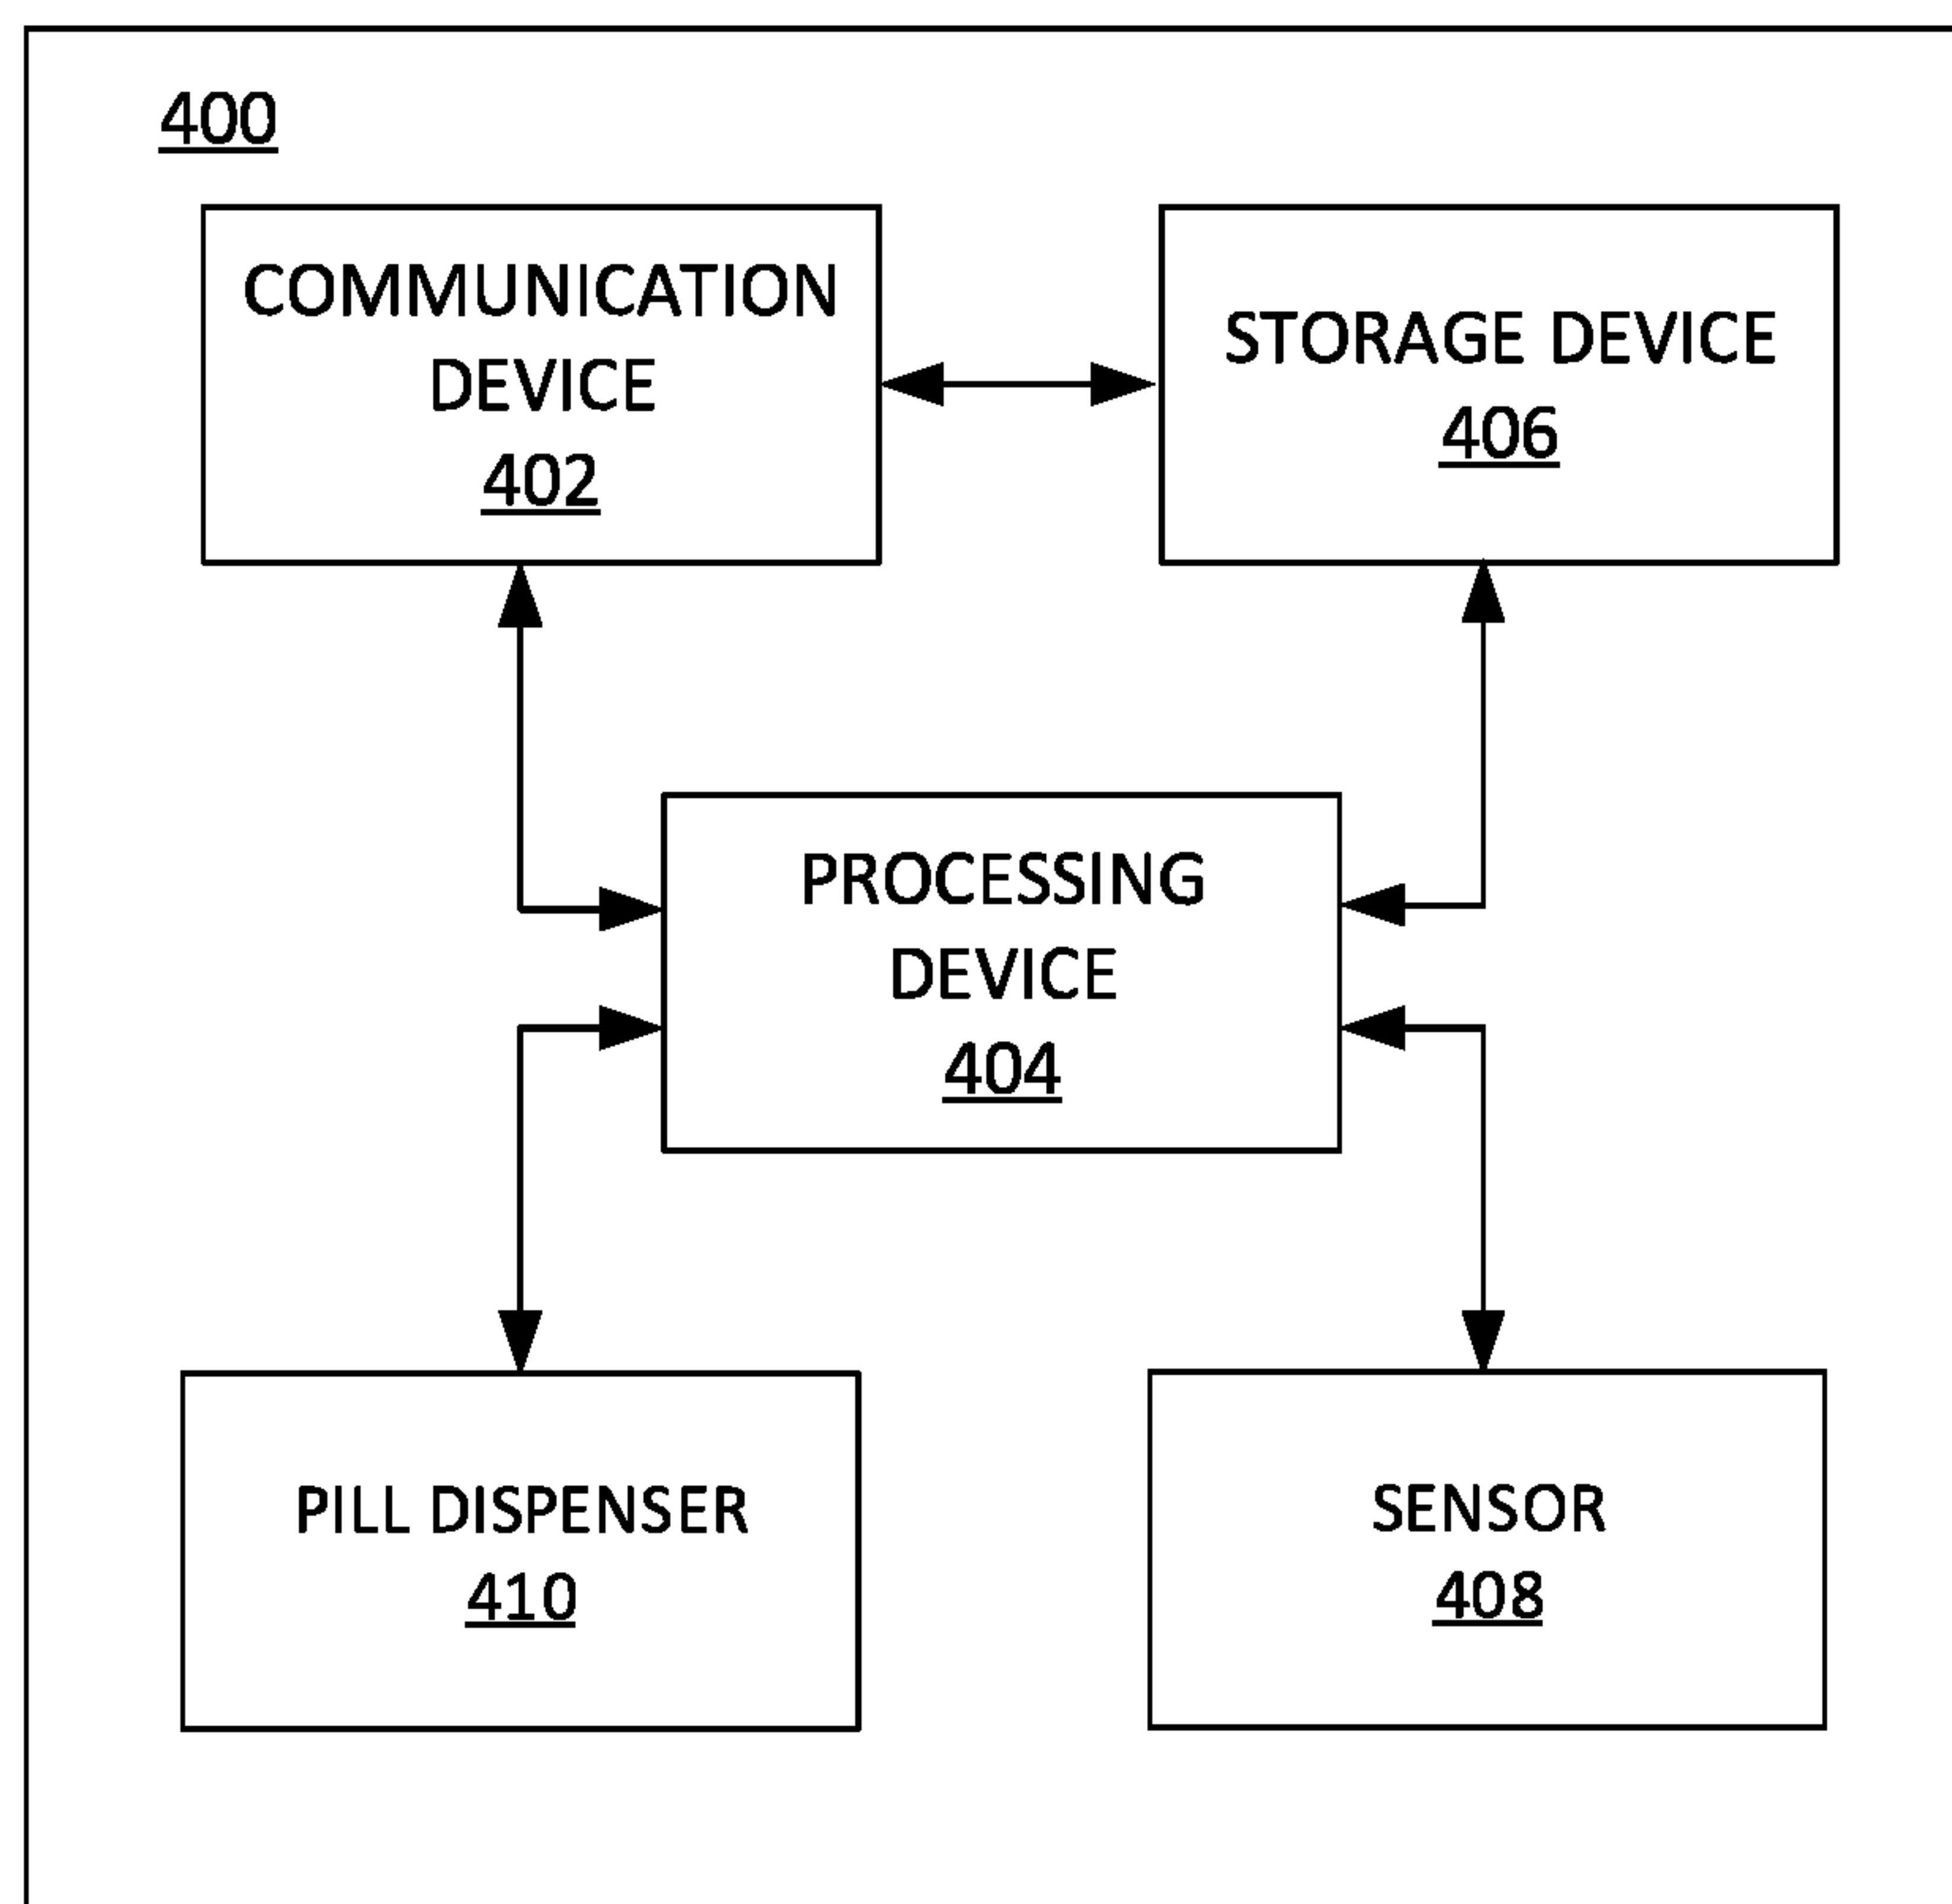 400
COMMUNICATION
DEVICE
402
STORAGE DEVICE
406
PROCESSING
DEVICE
404
PILL DISPENSER
410
SENSOR
408